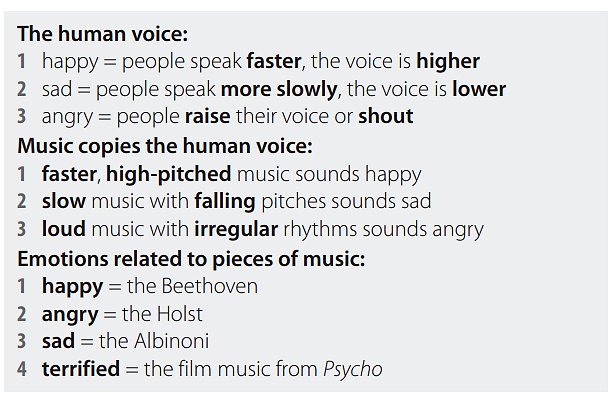 The human voice:
1 happy = people speak faster, the voice is higher
2 sad = people speak more slowly, the voice is lower
3 angry = people raise their voice or shout
Music copies the human voice:
1 faster, high-pitched music sounds happy
2 slow music with falling pitches sounds sad
3 loud music with irregular rhythms sounds angry
Emotions related to pieces of music:
1 happy = the Beethoven
2 angry = the Holst
3 sad = the Albinoni
4 terrified = the film music from Psycho